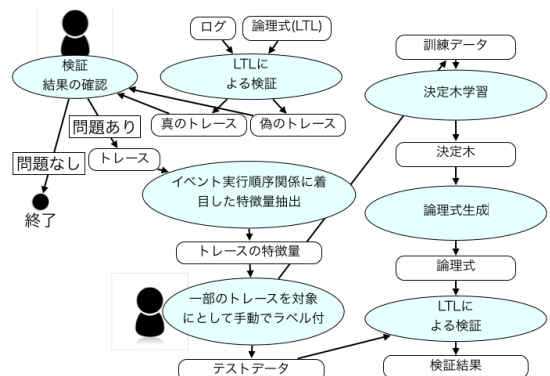 ログ
論理式(LTL)
検証
結果の確認
LTLに
よる検証
真のトレース
偽のトレース
問題あり
問題なし
トレース
終了
イベント実行順序関係に着
目した特徴量抽出
トレースの特徴量
一部のトレースを対象
にとして手動でラベル付
テストデータ
訓練データ
決定木学習
決定木
論理式生成
論理式
LTLに
よる検証
検証結果